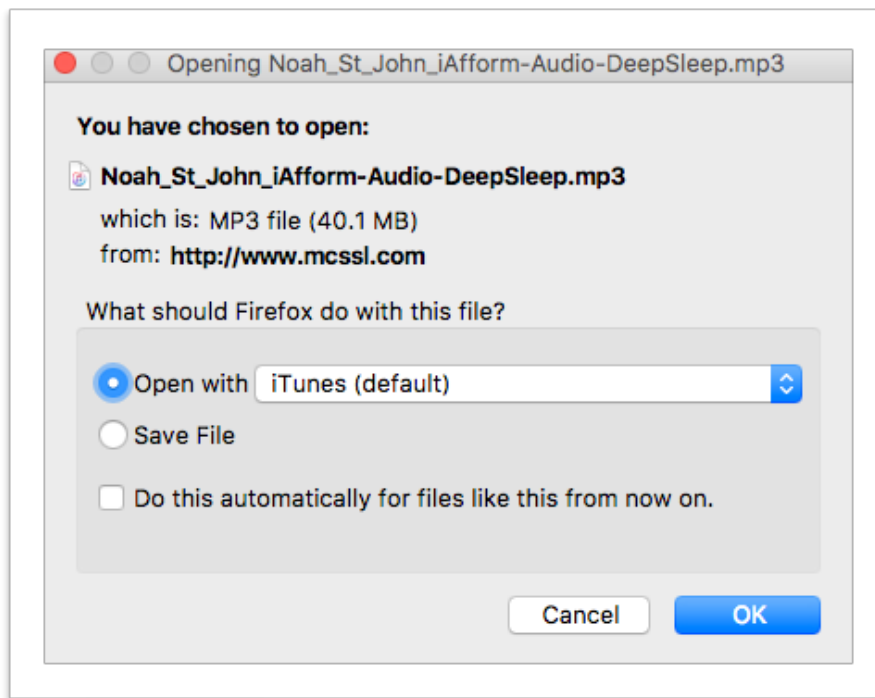 Opening Noah_St_John_iAfform-Audio-DeepSleep.mp3
You have chosen to open:
Noah_St_John_iAfform-Audio-DeepSleep.mp3
which is: MP3 file (40.1 MB)
from: http://www.mcssl.com
What should Firefox do with this file?
Open with iTunes (default)
Save File
Do this automatically for files like this from now on.
Cancel OK